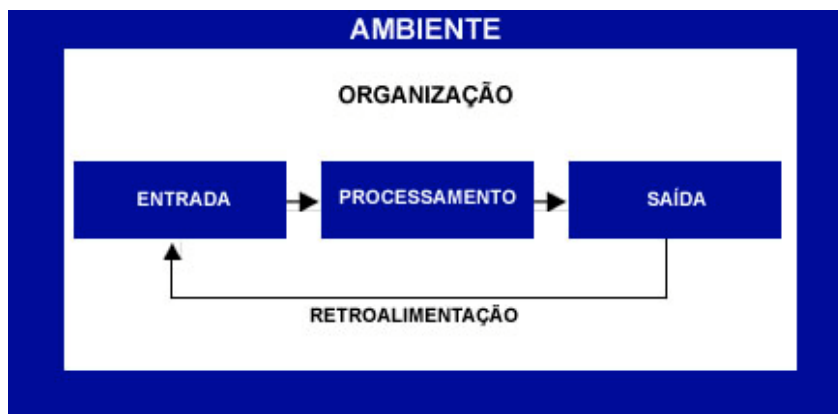 AMBIENTE
ORGANIZAÇÃO
ENTRADA
PROCESSAMENTO
SAÍDA
RETROALIMENTAÇÃO